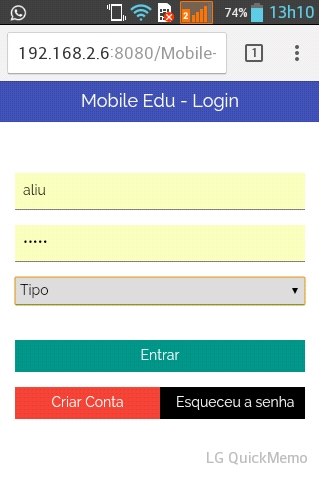 2
74%
13h10
192.168.2.6:8080/Mobile-
1
Mobile Edu - Login
aliu
•••••
Tipo
Entrar
Criar Conta
Esqueceu a senha
LG QuickMemo